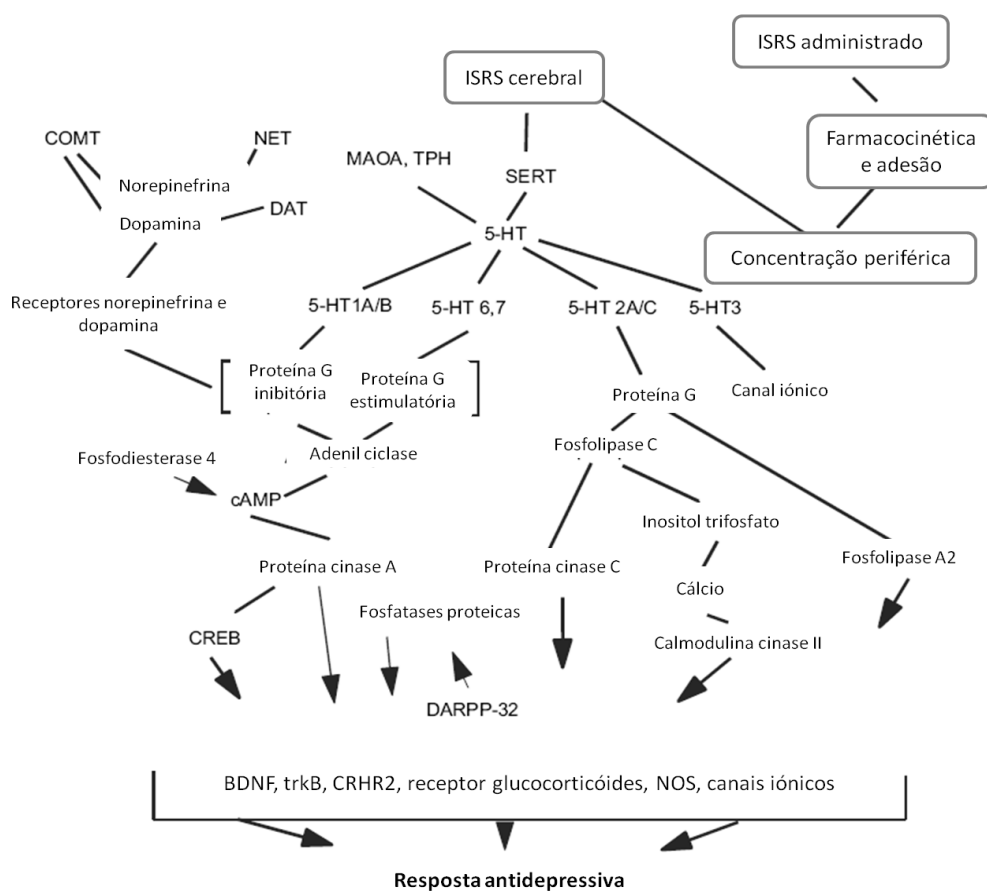 ISRS administrado
ISRS cerebral
COMT
NET
Farmacocinética
e adesão
MAOA, TPH
SERT
Norepinefrina
DAT
Dopamina
5-HT
Concentração periférica
Receptores norepinefrina e
dopamina
5-HT1A/B
5-HT 6,7
5-HT 2A/C
5-HT3
Proteína G
inibitória
Proteína G
estimulatória
Proteína G
Canal iónico
Fosfodiesterase 4
Adenil ciclase
Fosfolipase C
cAMP
Inositol trifosfato
Proteína cinase A
Proteína cinase C
Fosfolipase A2
Cálcio
Fosfatases proteicas
CREB
Calmodulina cinase II
DARPP-32
BDNF, trkB, CRHR2, receptor glucocorticóides, NOS, canais iónicos
Resposta antidepressiva